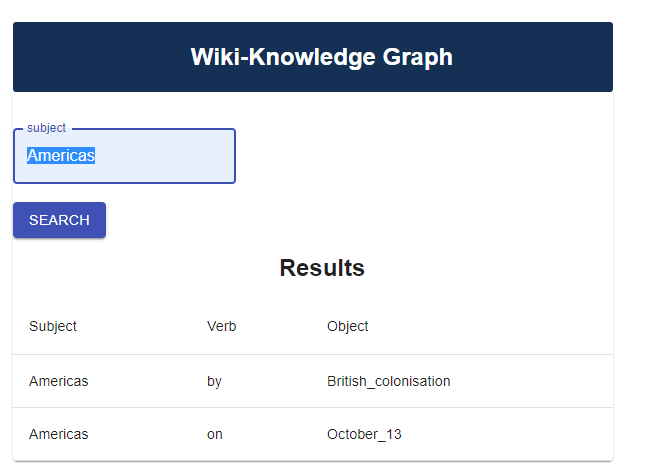 Wiki-Knowledge Graph
subject
Americas
SEARCH
Results
Subject Verb Object
Americas by British_colonisation
Americas on October_13